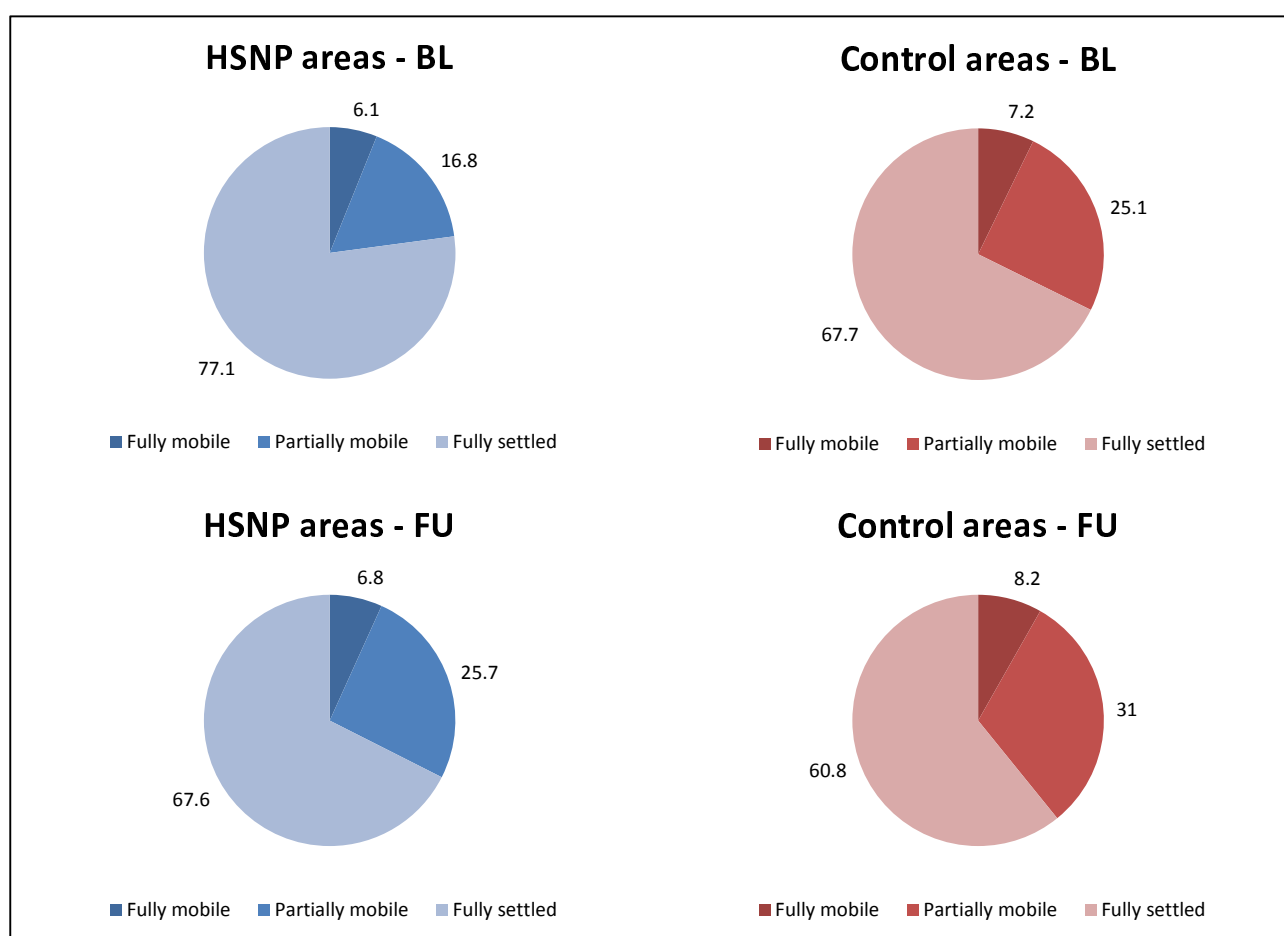 HSNP areas - BL
6.1
16.8
77.1
Fully mobile Partially mobile Fully settled
Control areas - BL
7.2
25.1
67.7
Fully mobile Partially mobile Fully settled
HSNP areas - FU
6.8
25.7
67.6
Fully mobile Partially mobile Fully settled
Control areas - FU
8.2
31
60.8
Fully mobile Partially mobile Fully settled